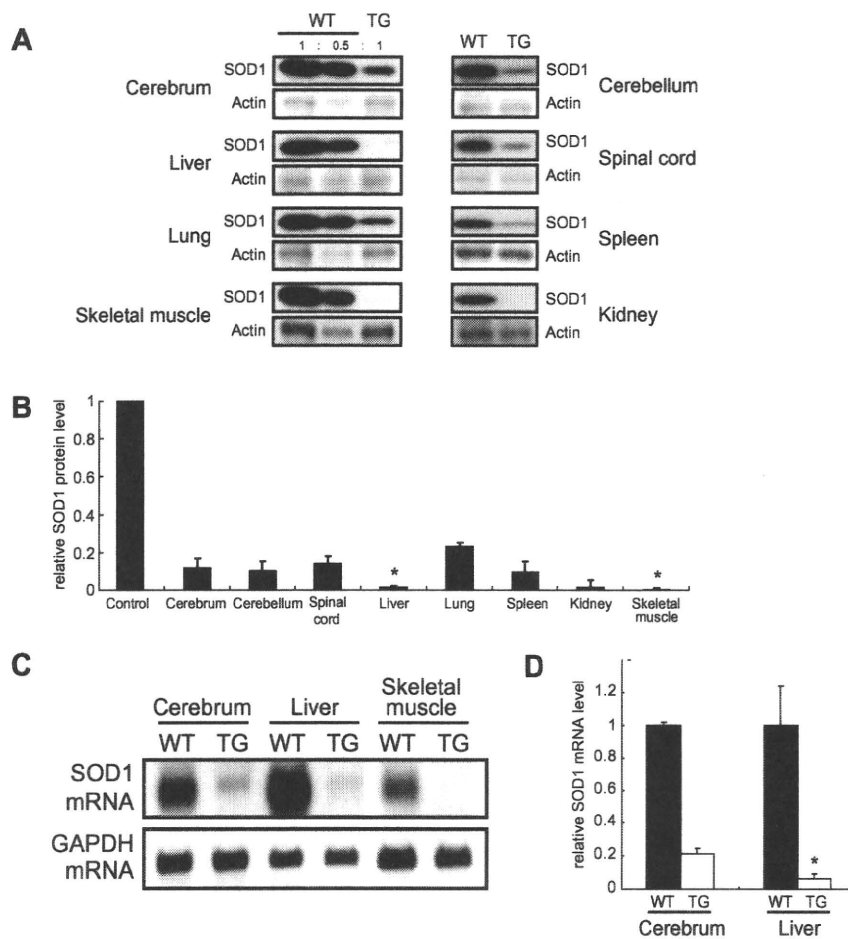 A
WT TG
1 : 0.5 : 1
WT TG
Cerebrum SOD1
Actin
SOD1 Cerebellum
Actin
Liver SOD1
Actin
SOD1 Spinal cord
Actin
Lung SOD1
Actin
SOD1 Spleen
Actin
Skeletal muscle SOD1
Actin
SOD1 Kidney
Actin
B
relative SOD1 protein level
1
0.8
0.6
0.4
0.2
0
* *
Control Cerebrum Cerebellum Spinal cord Liver Lung Spleen Kidney Skeletal muscle
C
Cerebrum Liver Skeletal muscle
WT TG WT TG WT TG
SOD1 mRNA
GAPDH mRNA
D
relative SOD1 mRNA level
1.2
1
0.8
0.6
0.4
0.2
0
*
WT TG WT TG
Cerebrum Liver